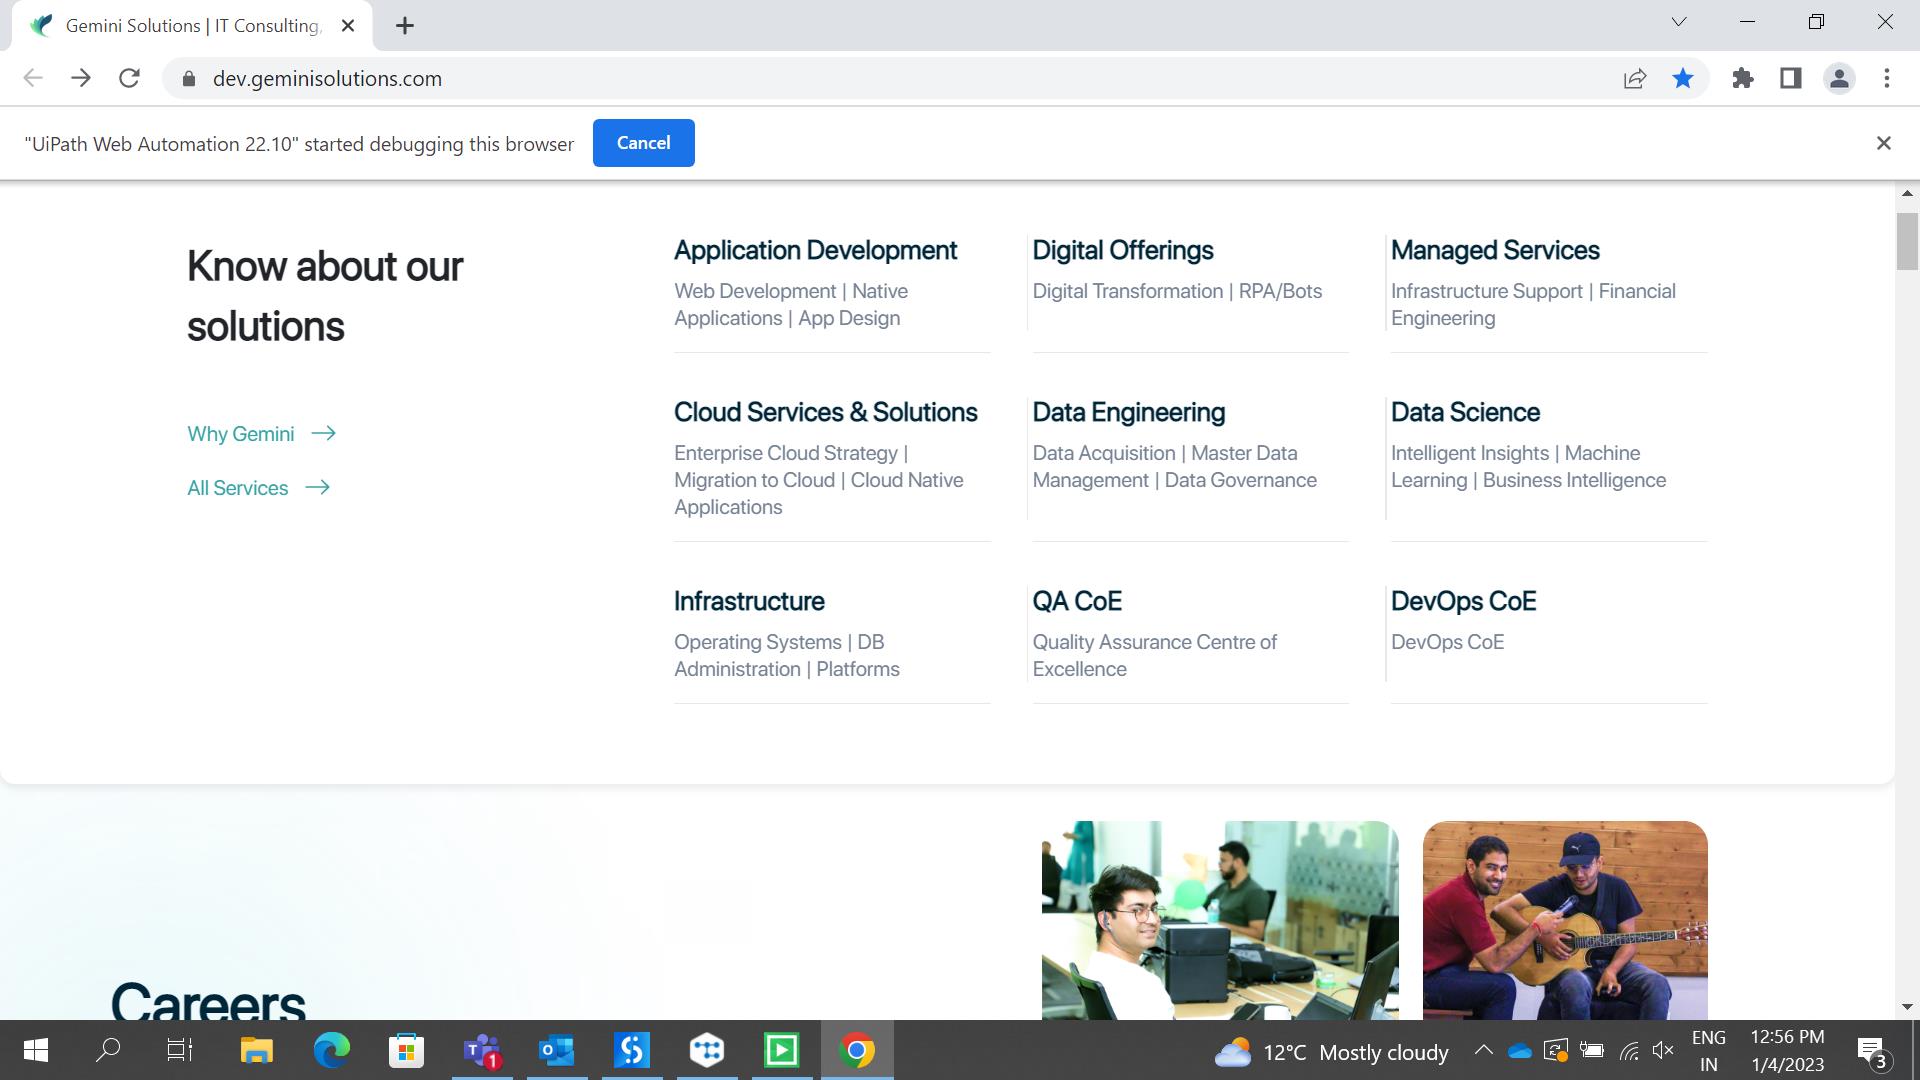 Gemini Solutions | IT Consulting,
dev.geminisolutions.com
"UiPath Web Automation 22.10" started debugging this browser
Cancel
Know about our
solutions
Why Gemini
All Services
Application Development
Web Development | Native
Applications | App Design
Digital Offerings
Digital Transformation | RPA/Bots
Managed Services
Infrastructure Support | Financial
Engineering
Cloud Services & Solutions
Enterprise Cloud Strategy |
Migration to Cloud | Cloud Native
Applications
Data Engineering
Data Acquisition | Master Data
Management | Data Governance
Data Science
Intelligent Insights | Machine
Learning | Business Intelligence
Infrastructure
Operating Systems | DB
Administration | Platforms
QA CoE
Quality Assurance Centre of
Excellence
DevOps CoE
DevOps CoE
Careers
1
12°C Mostly cloudy
ENG
IN
12:56 PM
1/4/2023
3